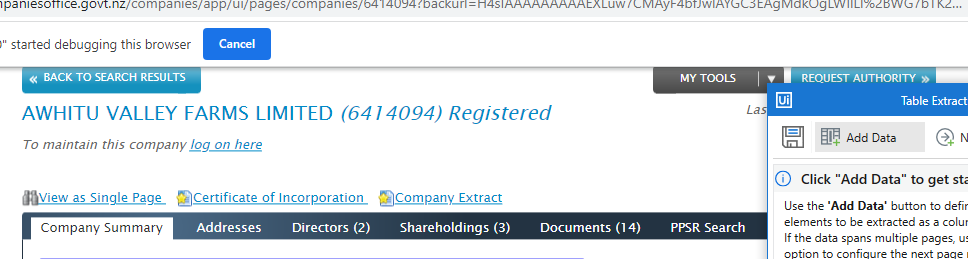 paniesoffice.govt.nz/companies/app/ui/pages/companies/6414094?backurl=
" started debugging this browser
Cancel
« BACK TO SEARCH RESULTS
MY TOOLS
REQUEST AUTHORITY »
Ui
Table Extract
AWHITU VALLEY FARMS LIMITED (6414094) Registered
Las
To maintain this company log on here
Add Data
N
Click "Add Data" to get sta
View as Single Page
Certificate of Incorporation
Company Extract
Use the 'Add Data' button to defin
elements to be extracted as a colu
If the data spans multiple pages, us
option to configure the next page
Company Summary
Addresses
Directors (2)
Shareholdings (3)
Documents (14)
PPSR Search